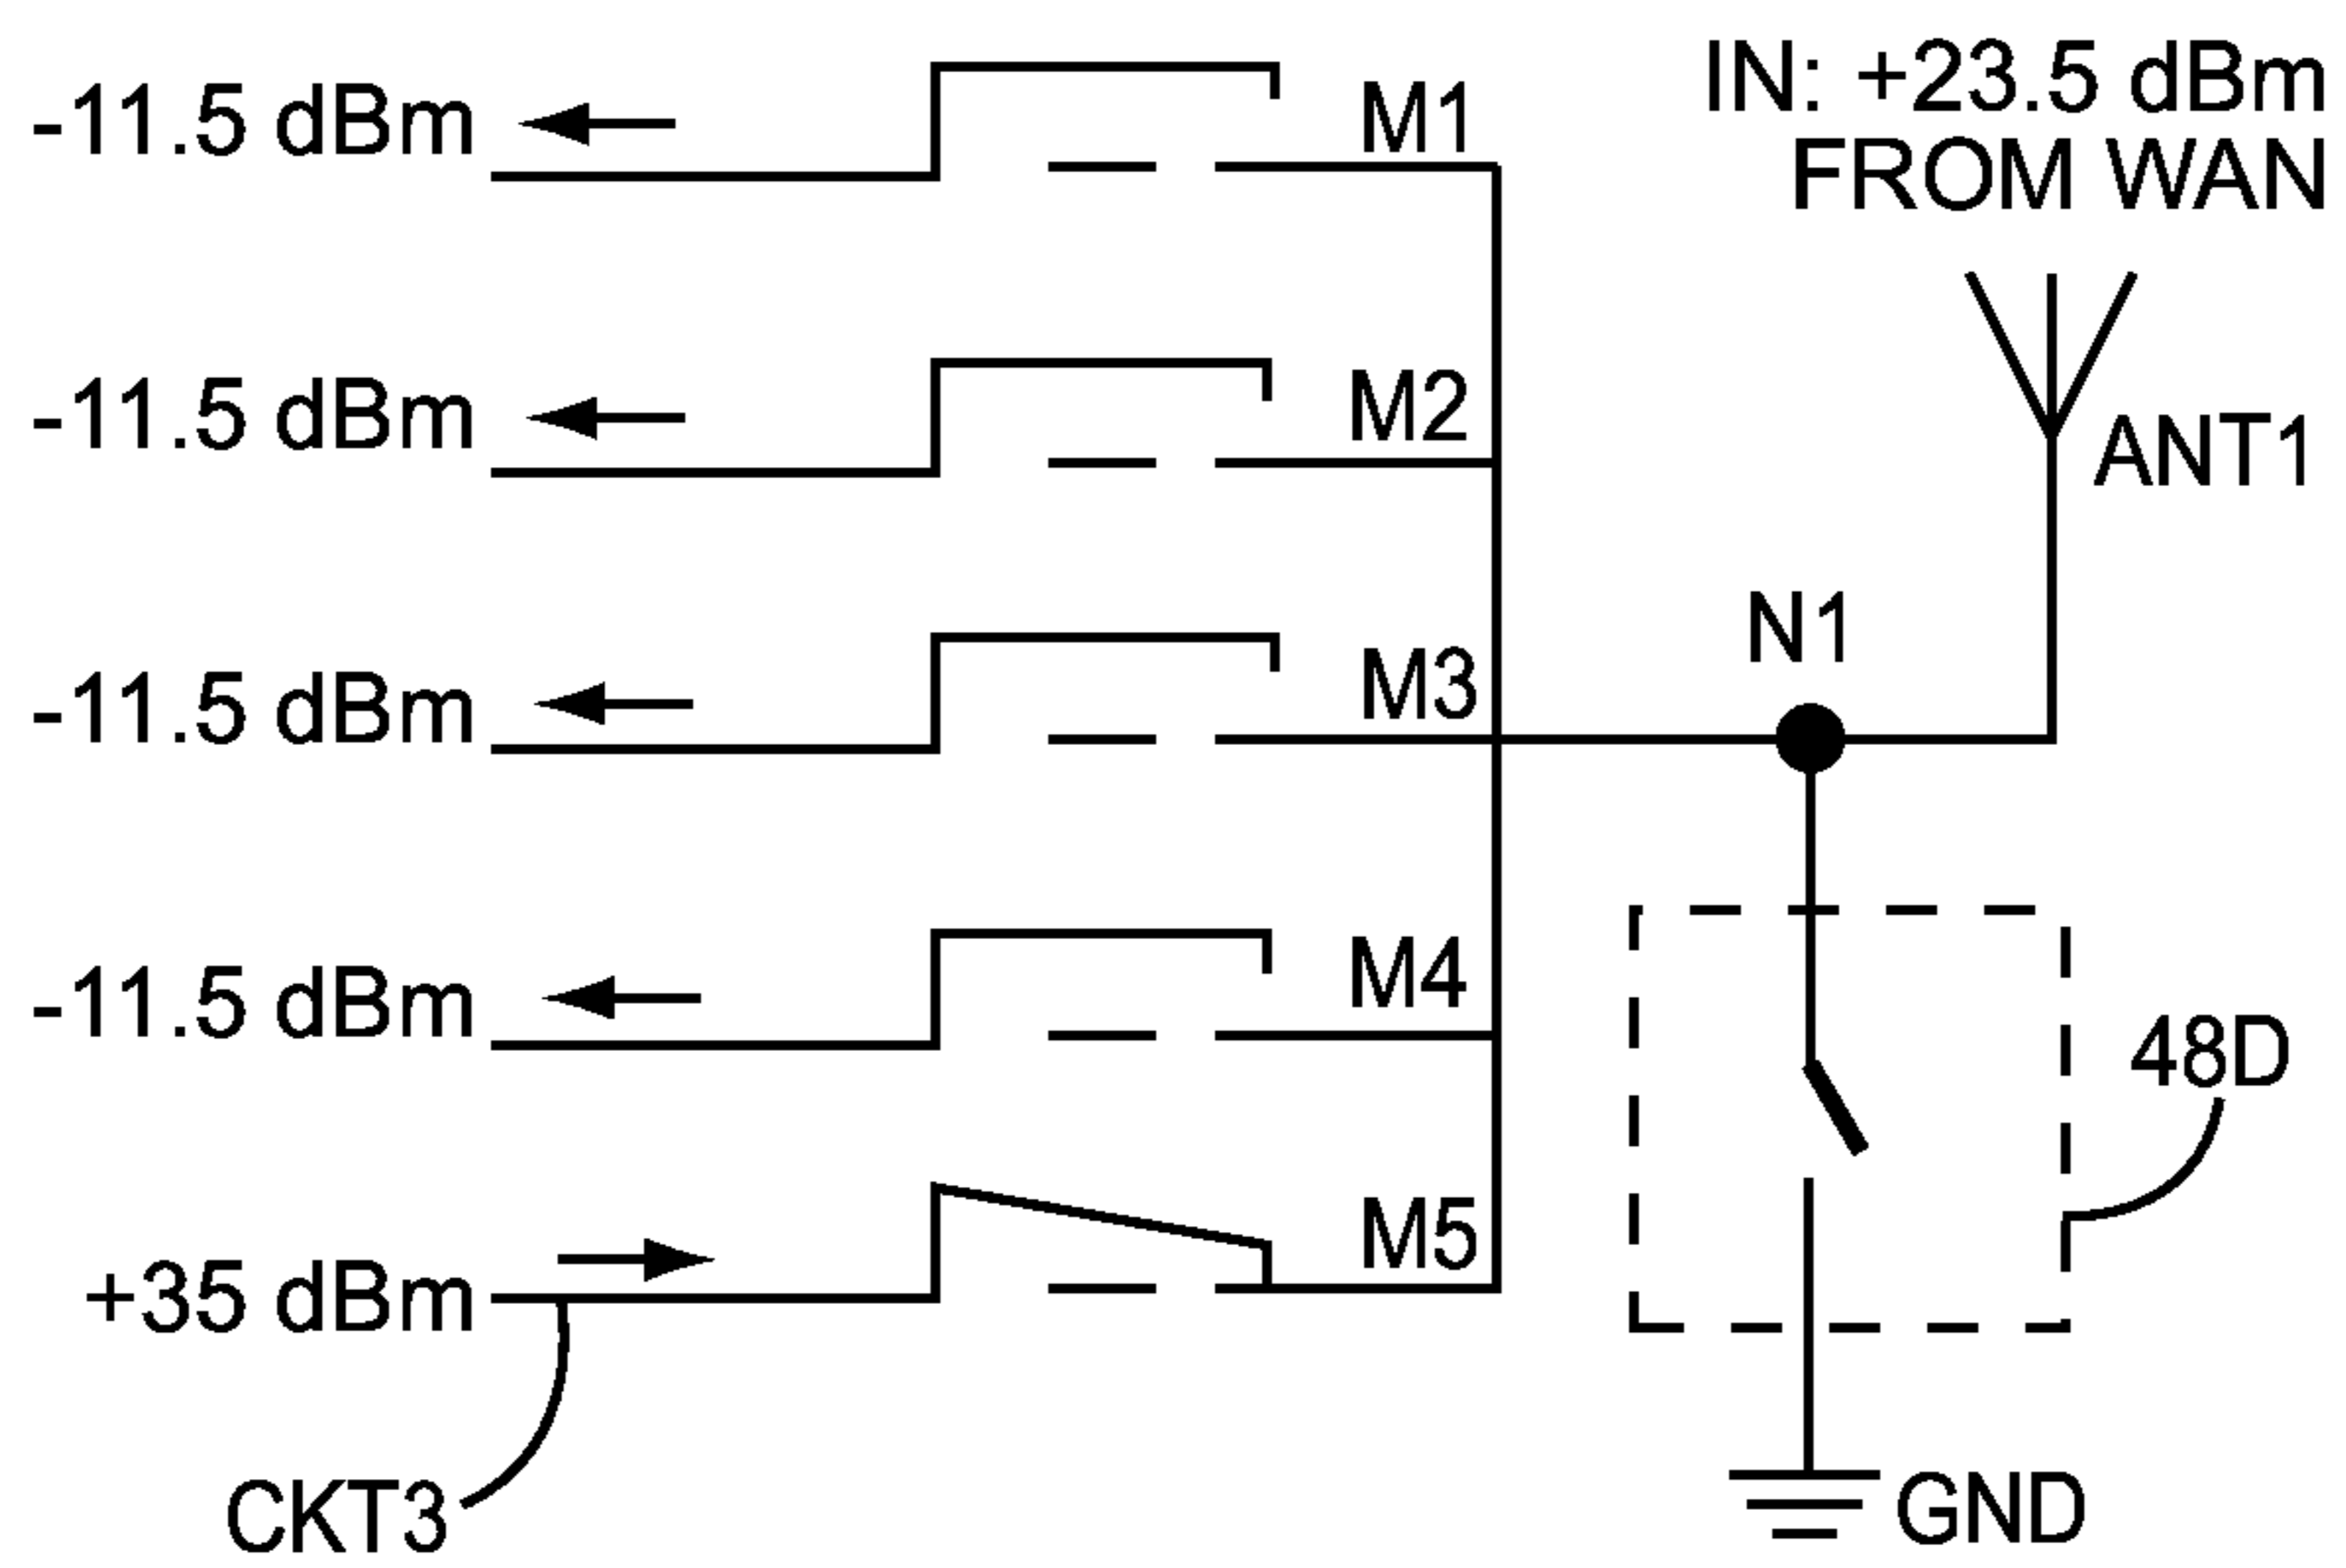 -11.5 dBm
M1
IN: +23.5 dBm
FROM WAN
-11.5 dBm
M2
ANT1
-11.5 dBm
M3
N1
-11.5 dBm
M4
48D
+35 dBm
M5
CKT3
GND